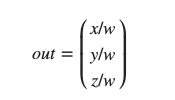 x/w
out = y/w
z/w